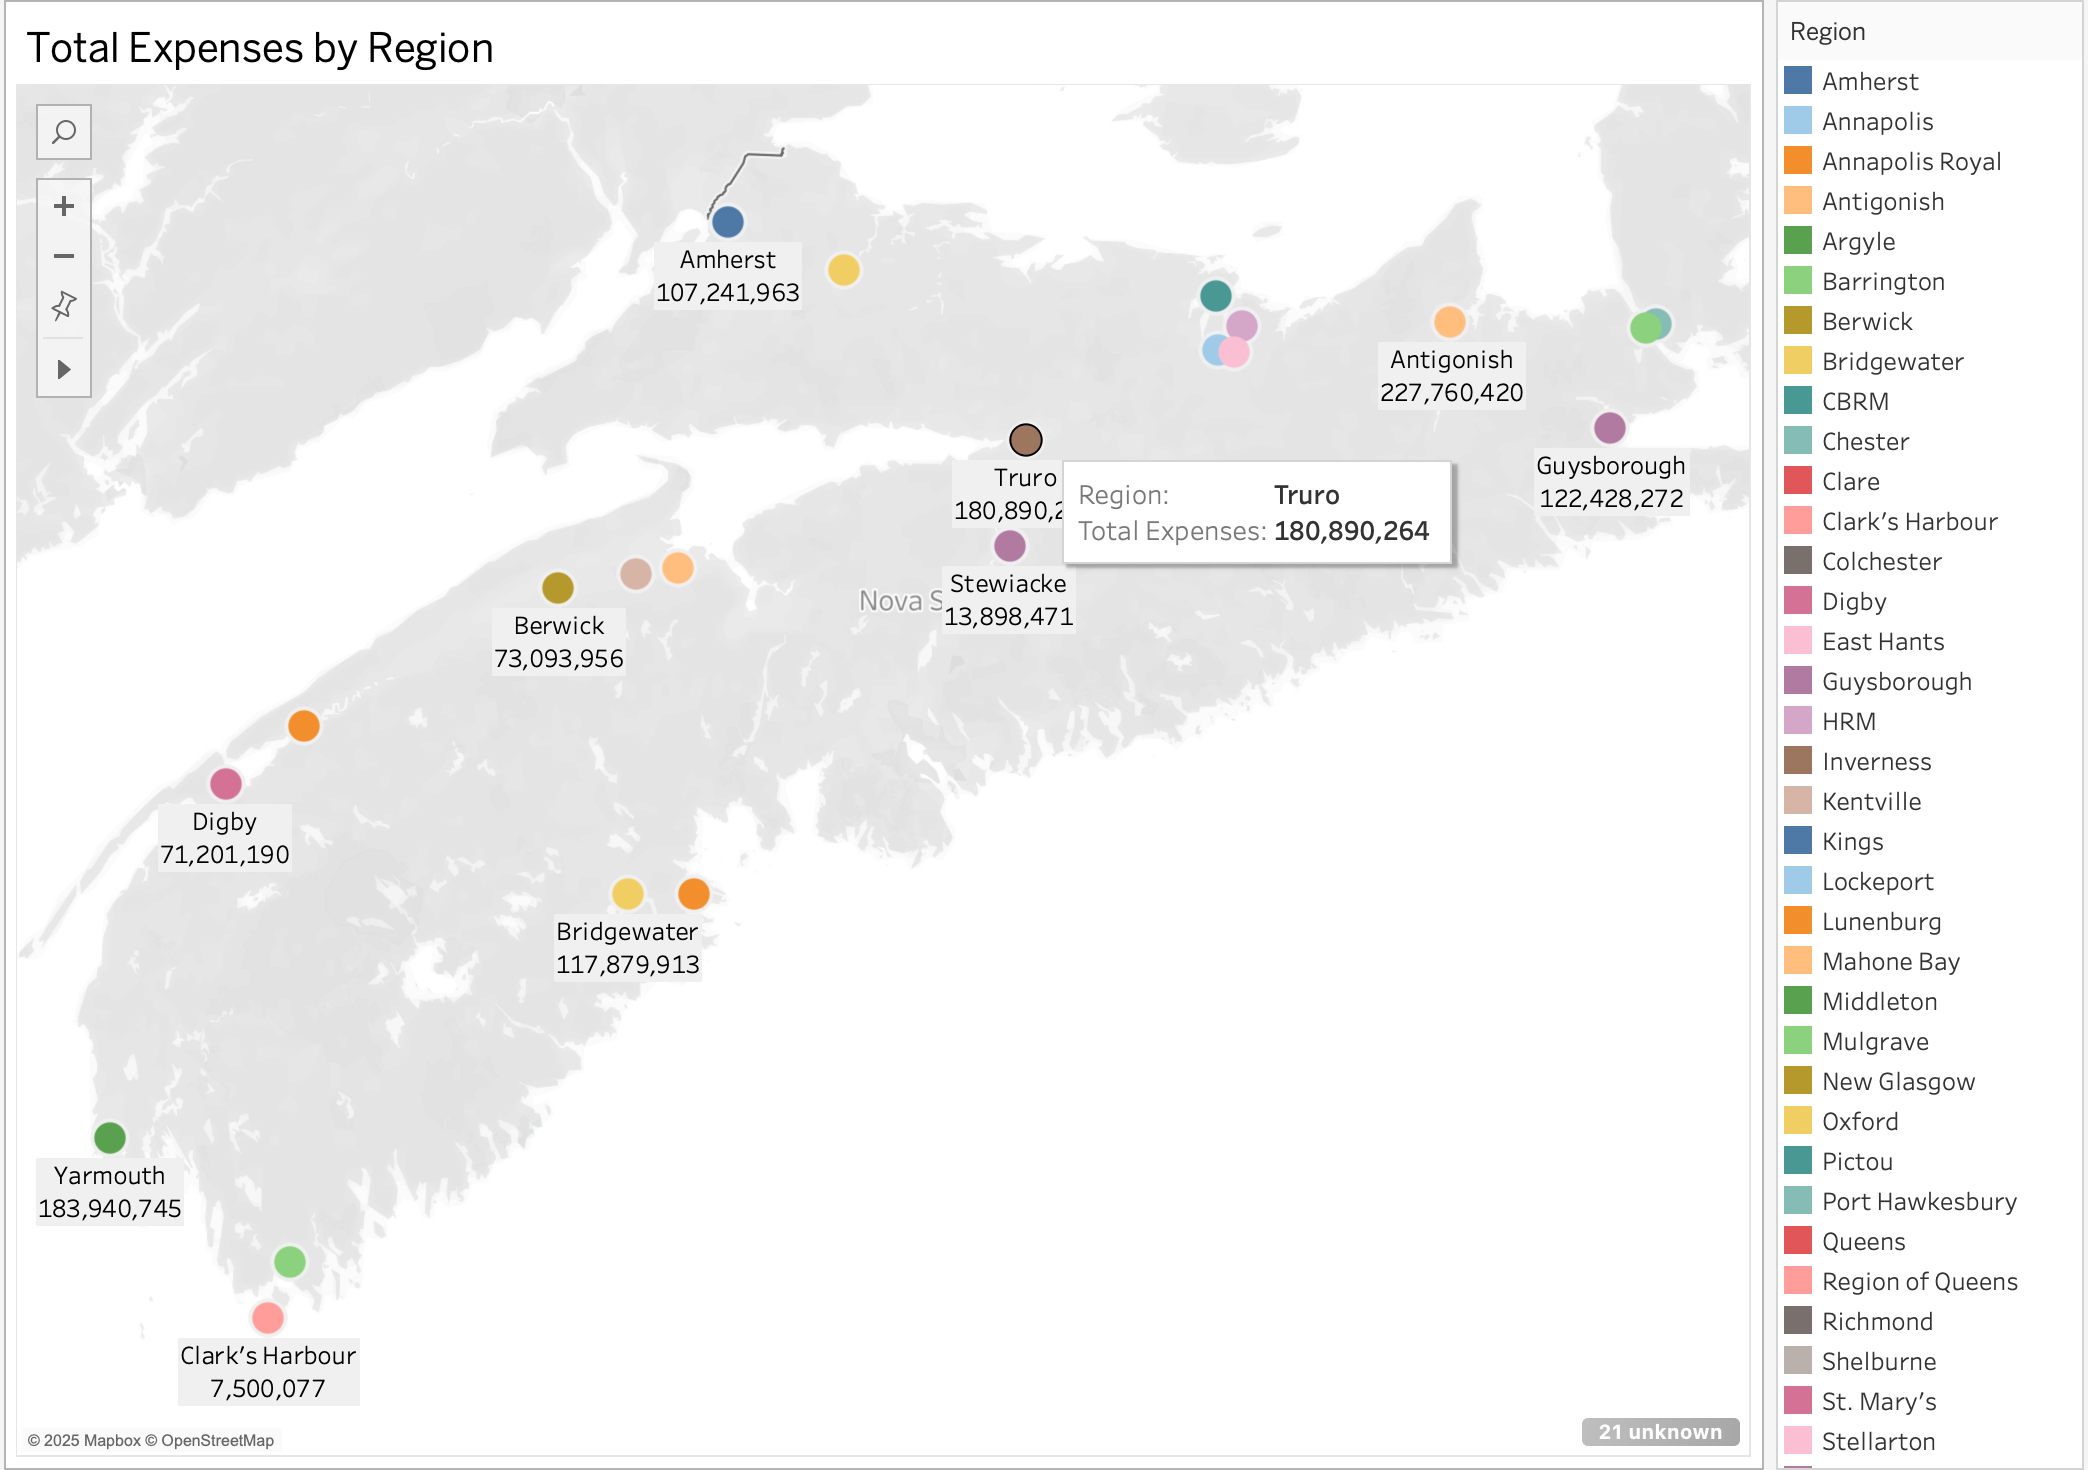 Total Expenses by Region
Amherst
107,241,963
Antigonish
227,760,420
Guysborough
122,428,272
Truro
180,890,2
Region: Truro
Total Expenses: 180,890,264
Stewiacke
13,898,471
Nova S
Berwick
73,093,956
Digby
71,201,190
Bridgewater
117,879,913
Yarmouth
183,940,745
Clark's Harbour
7,500,077
© 2025 Mapbox © OpenStreetMap
21 unknown
Region
Amherst
Annapolis
Annapolis Royal
Antigonish
Argyle
Barrington
Berwick
Bridgewater
CBRM
Chester
Clare
Clark's Harbour
Colchester
Digby
East Hants
Guysborough
HRM
Inverness
Kentville
Kings
Lockeport
Lunenburg
Mahone Bay
Middleton
Mulgrave
New Glasgow
Oxford
Pictou
Port Hawkesbury
Queens
Region of Queens
Richmond
Shelburne
St. Mary's
Stellarton